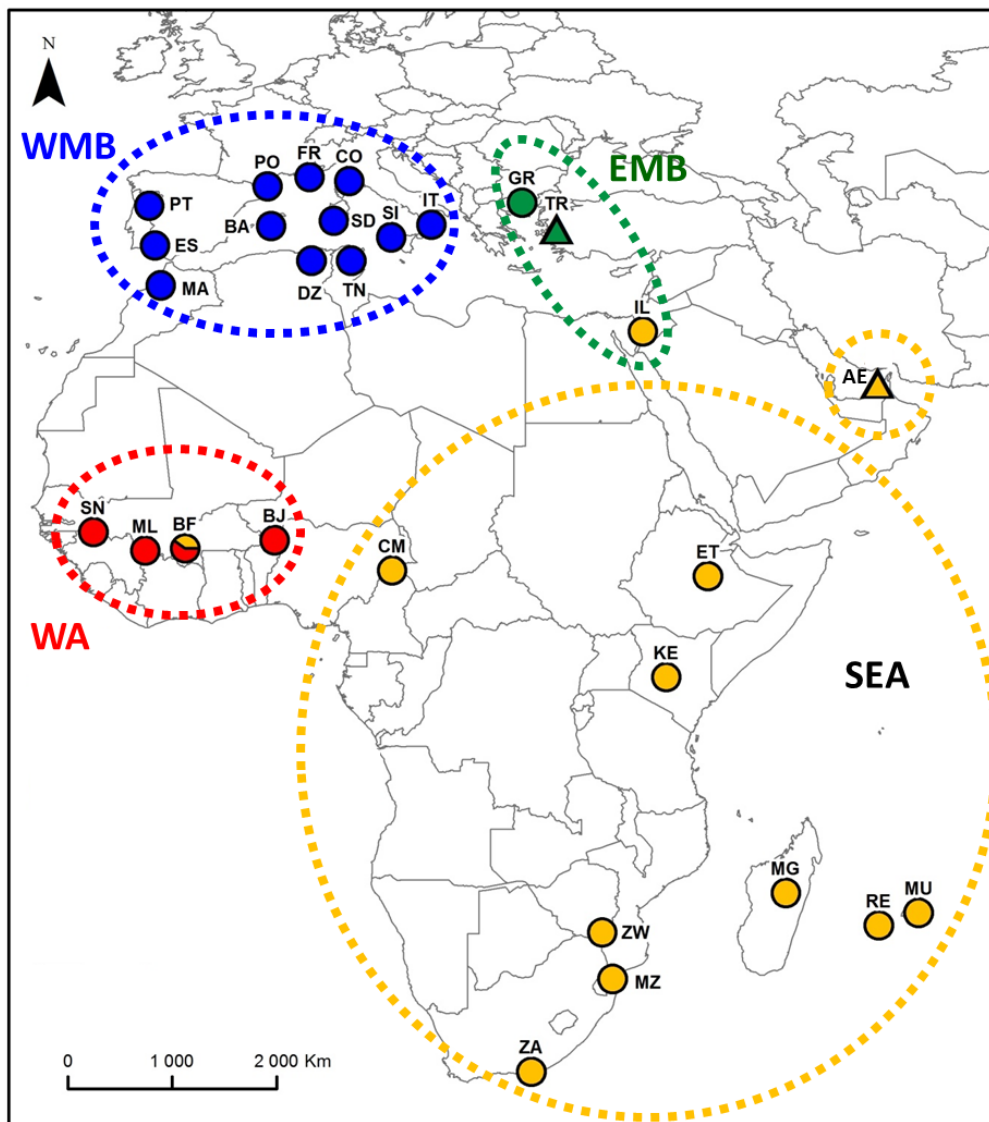 N
WMB
EMB
PO
FR
CO
PT
BA
SD
SI
IT
ES
MA
DZ
TN
GR
TR
IL
AE
SN
ML
BF
BJ
WA
CM
ET
KE
SEA
MG
RE
MU
ZW
MZ
ZA
0 1 000 2 000 Km